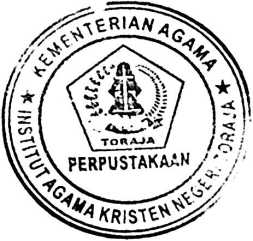 KEMENTERIAN AGAMA
TORAJA
PERPUSTAKAAN
INSTITUT AGAMA KRISTEN NEGERI TORAJA